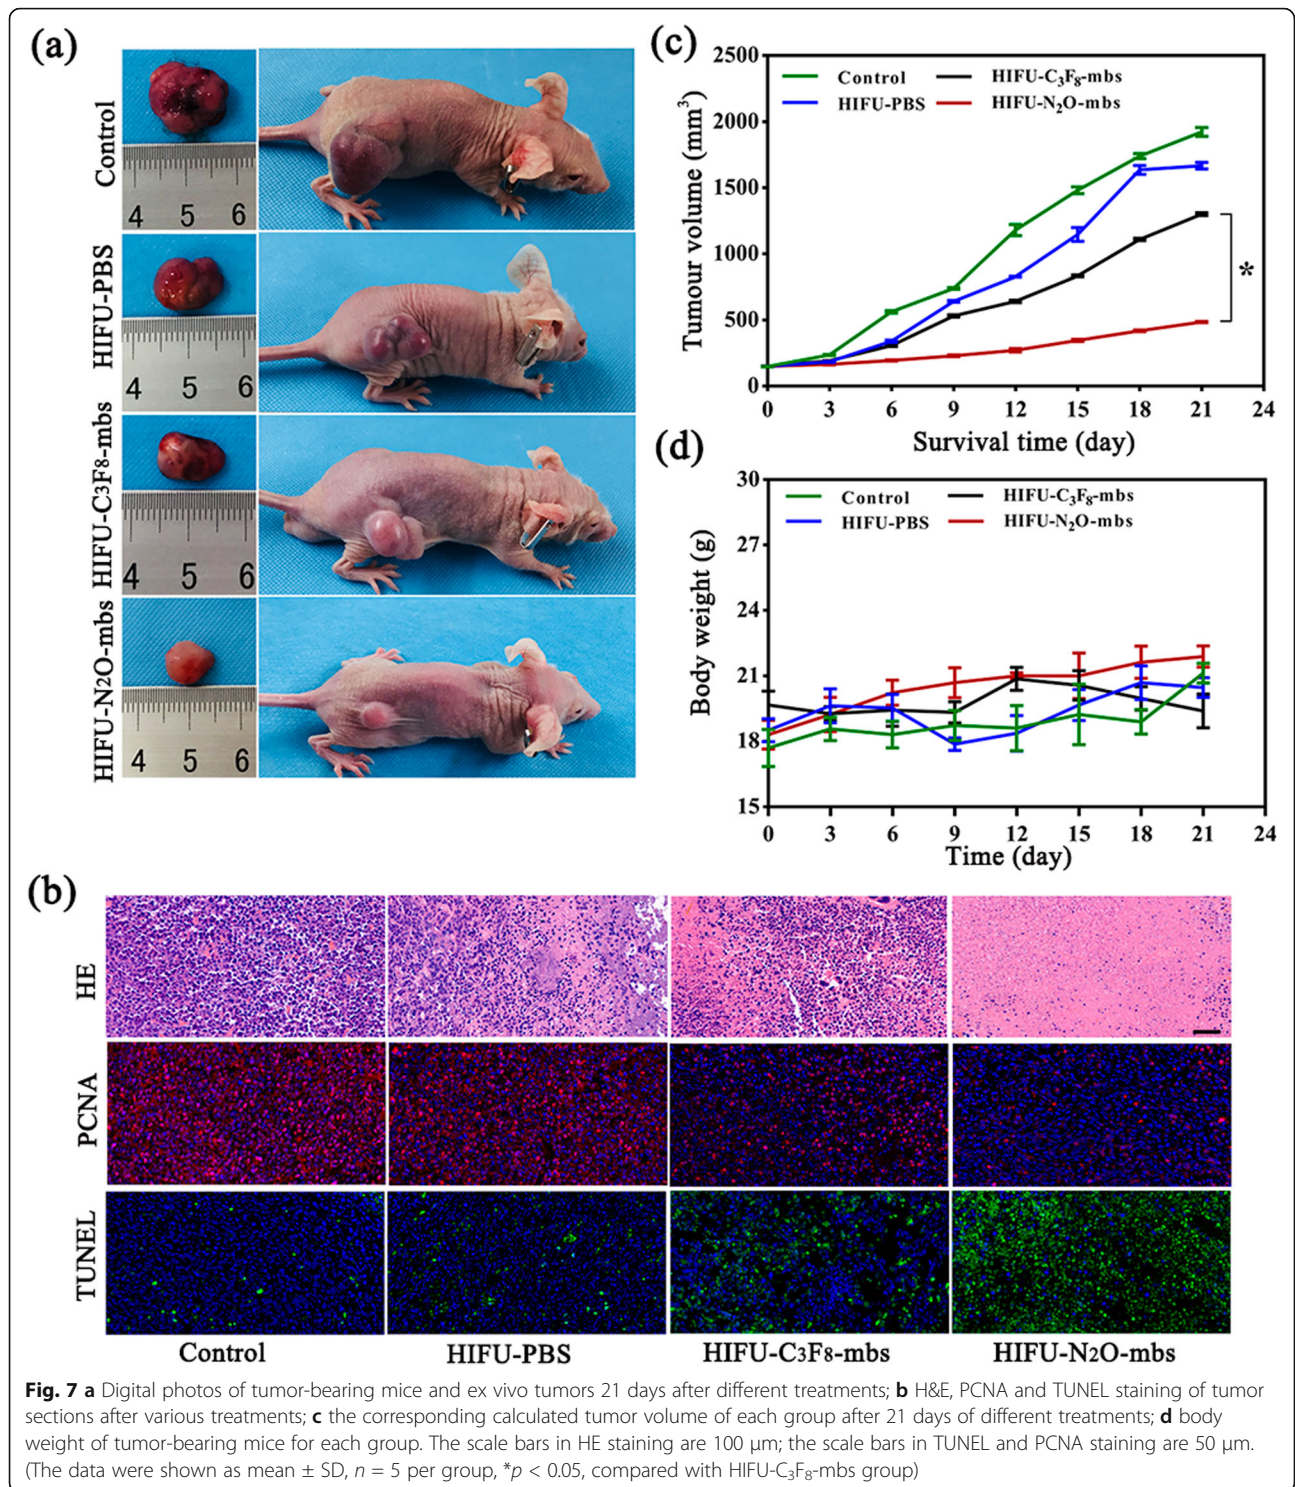 (a)
Control
4 5 6
HIFU-PBS
4 5 6
HIFU-C3F8-mbs
4 5 6
HIFU-N2O-mbs
4 5 6
(c)
Control
HIFU-C₃F₈-mbs
HIFU-PBS
HIFU-N₂O-mbs
Tumour volume (mm³)
2500
2000
1500
1000
500
0
0 3 6 9 12 15 18 21 24
Survival time (day)
*
(d)
Control
HIFU-C₃F₈-mbs
HIFU-PBS
HIFU-N₂O-mbs
Body weight (g)
30
27
24
21
18
15
0 3 6 9 12 15 18 21 24
Time (day)
(b)
HE
PCNA
TUNEL
Control HIFU-PBS HIFU-C3F8-mbs HIFU-N2O-mbs
Fig. 7 a Digital photos of tumor-bearing mice and ex vivo tumors 21 days after different treatments; b H&E, PCNA and TUNEL staining of tumor
sections after various treatments; c the corresponding calculated tumor volume of each group after 21 days of different treatments; d body
weight of tumor-bearing mice for each group. The scale bars in HE staining are 100 μm; the scale bars in TUNEL and PCNA staining are 50 μm.
(The data were shown as mean ± SD, n = 5 per group, *p < 0.05, compared with HIFU-C₃F₈-mbs group)